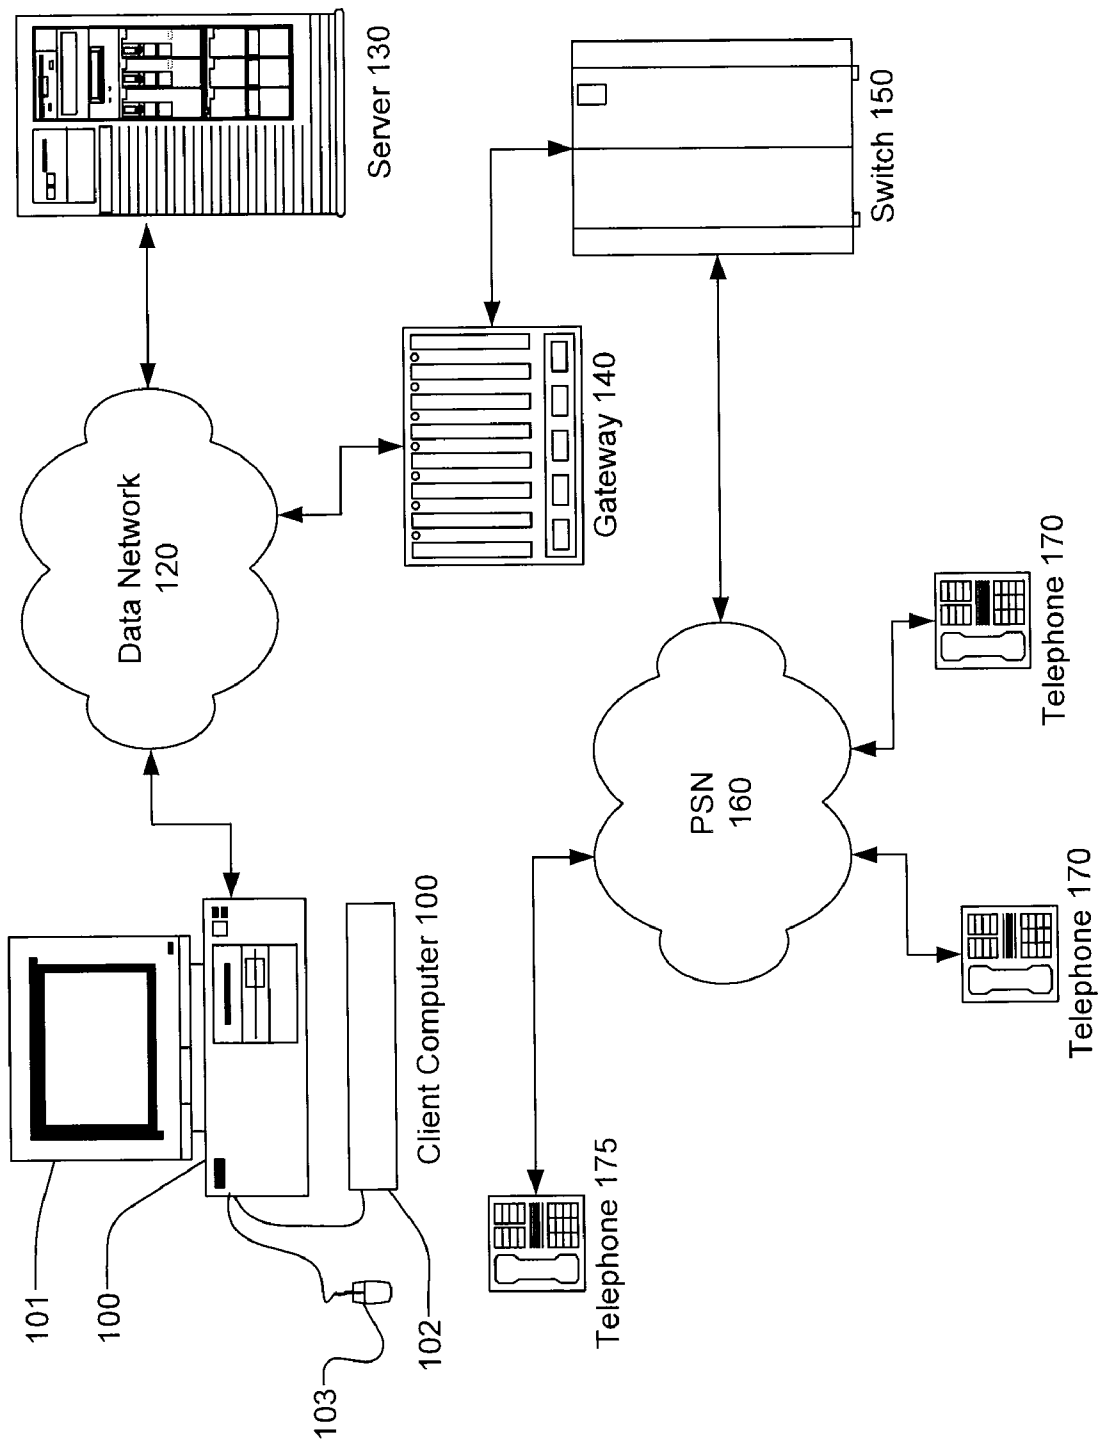 101
100
103
102
Client Computer 100
Data Network
120
Server 130
Gateway 140
Switch 150
Telephone 175
PSN
160
Telephone 170
Telephone 170